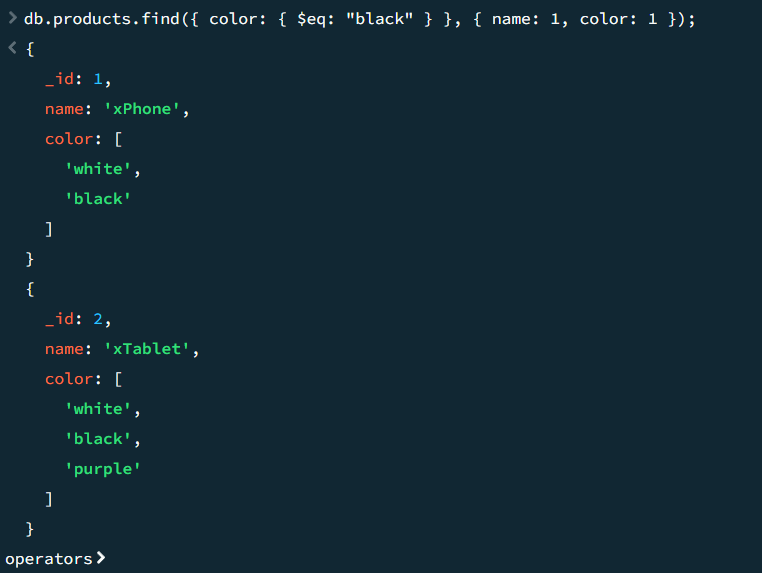 > db.products.find({ color: { $eq: "black" } }, { name: 1, color: 1 });
< {
_id: 1,
name: 'xPhone',
color: [
'white',
'black'
]
}
{
_id: 2,
name: 'xTablet',
color: [
'white',
'black',
'purple'
]
}
operators>